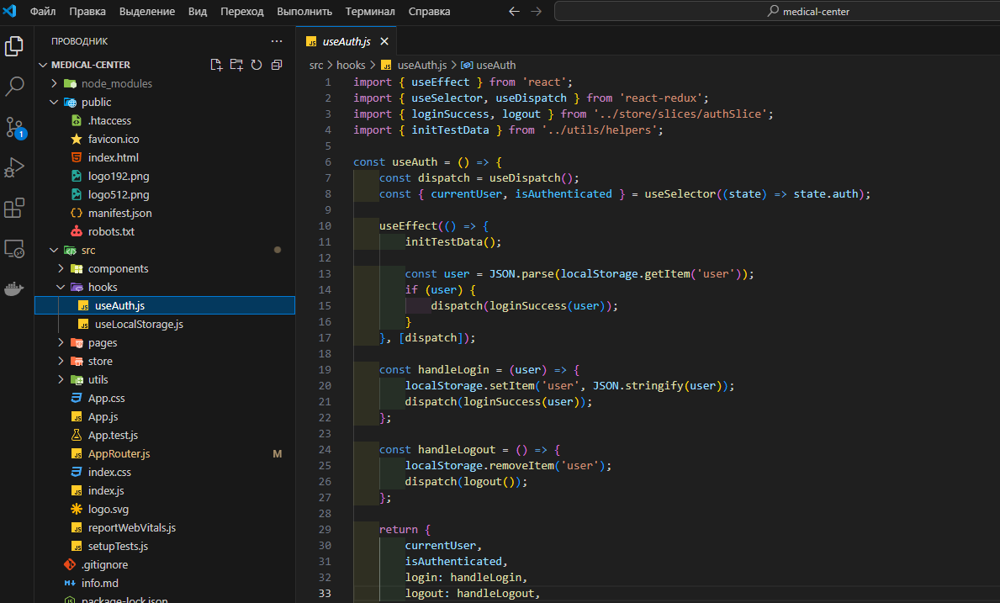 Файл Правка Выделение Вид Переход Выполнить Терминал Справка medical-center
ПРОВОДНИК
MEDICAL-CENTER
node_modules
public
.htaccess
favicon.ico
index.html
logo192.png
logo512.png
manifest.json
robots.txt
src
components
hooks
useAuth.js
useLocalStorage.js
pages
store
utils
App.css
App.js
App.test.js
AppRouter.js M
index.css
index.js
logo.svg
reportWebVitals.js
setupTests.js
.gitignore
info.md
package-lock.json
1
useAuth.js
src > hooks > JS useAuth.js > useAuth
1 import { useEffect } from 'react';
2 import { useSelector, useDispatch } from 'react-redux';
3 import { loginSuccess, logout } from '../store/slices/authSlice';
4 import { initTestData } from '../utils/helpers';
5
6 const useAuth = () => {
7 const dispatch = useDispatch();
8 const { currentUser, isAuthenticated } = useSelector((state) => state.auth);
9
10 useEffect(() => {
11 initTestData();
12
13 const user = JSON.parse(localStorage.getItem('user'));
14 if (user) {
15 dispatch(loginSuccess(user));
16 }
17 }, [dispatch]);
18
19 const handleLogin = (user) => {
20 localStorage.setItem('user', JSON.stringify(user));
21 dispatch(loginSuccess(user));
22 };
23
24 const handleLogout = () => {
25 localStorage.removeItem('user');
26 dispatch(logout());
27 };
28
29 return {
30 currentUser,
31 isAuthenticated,
32 login: handleLogin,
33 logout: handleLogout,